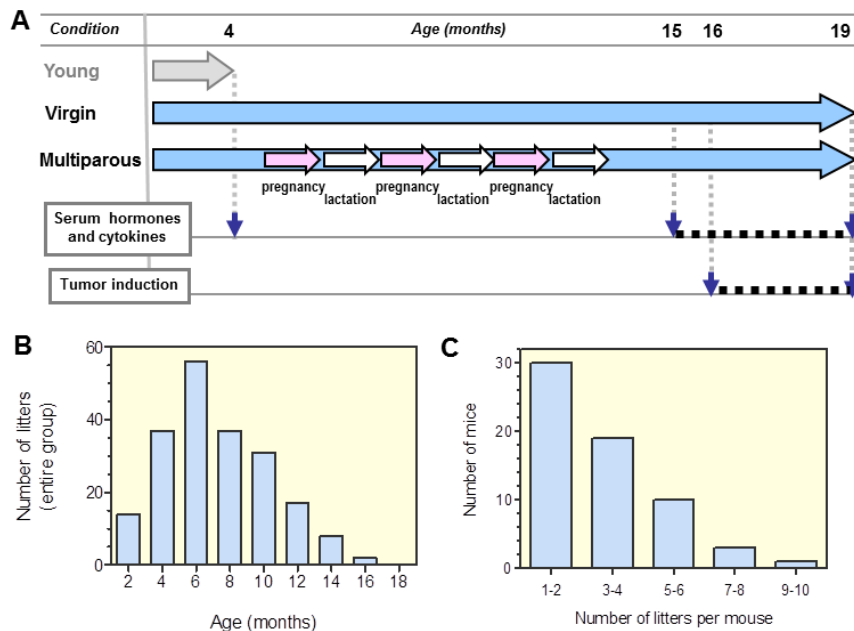 A
Condition 4 Age (months) 15 16 19
Young
Virgin
Multiparous
pregnancy lactation pregnancy lactation pregnancy lactation
Serum hormones
and cytokines
Tumor induction
B
60
40
20
0
Number of litters
(entire group)
2 4 6 8 10 12 14 16 18
Age (months)
C
30
20
10
0
Number of mice
1-2 3-4 5-6 7-8 9-10
Number of litters per mouse